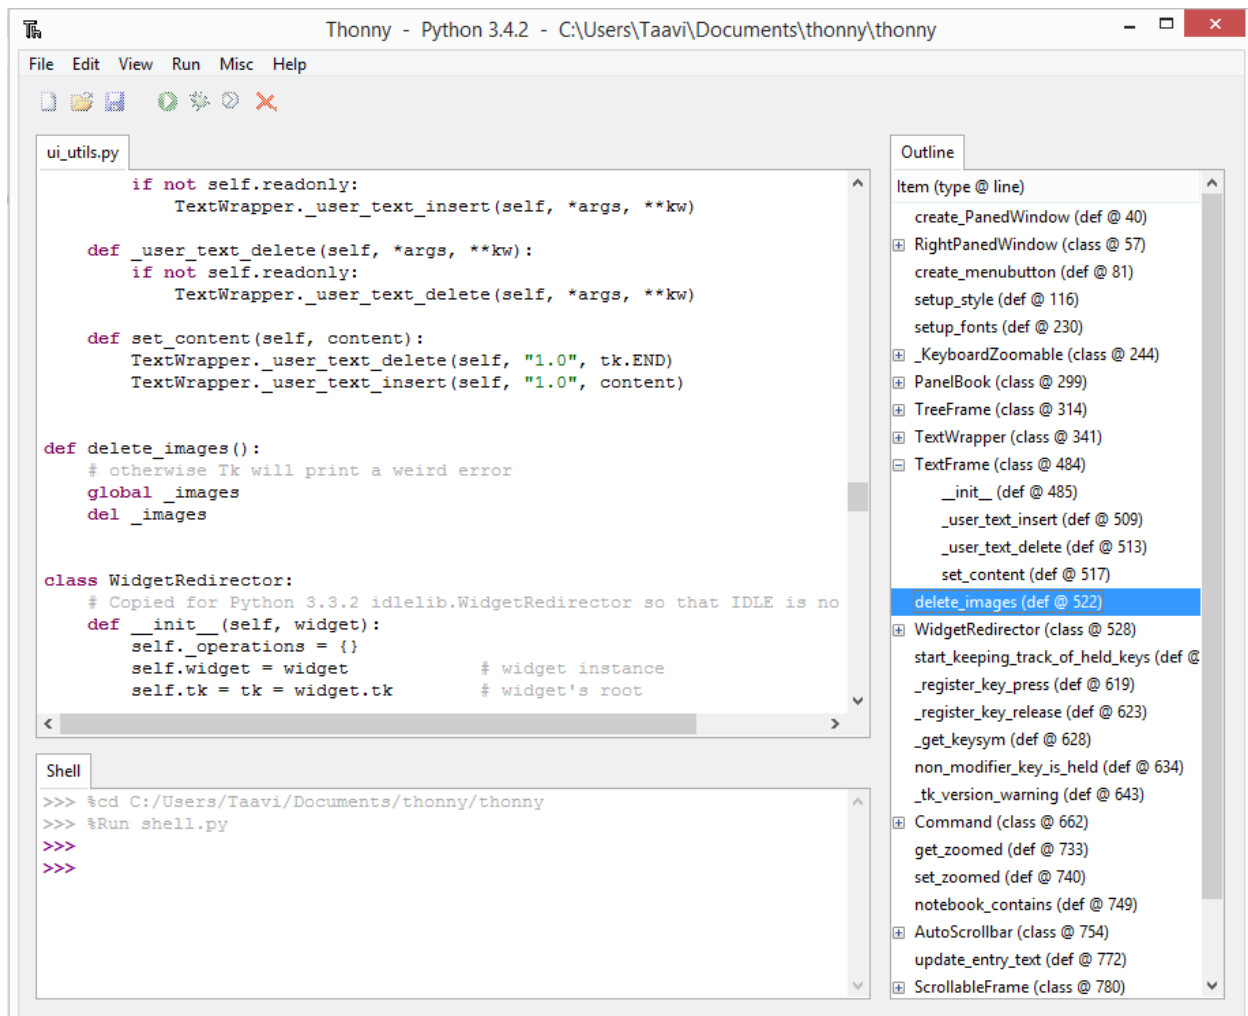 Thonny - Python 3.4.2 - C:\Users\Taavi\Documents\thonny\thonny
File Edit View Run Misc Help
ui_utils.py
if not self.readonly:
TextWrapper._user_text_insert(self, *args, **kw)
def _user_text_delete(self, *args, **kw):
if not self.readonly:
TextWrapper._user_text_delete(self, *args, **kw)
def set_content(self, content):
TextWrapper._user_text_delete(self, "1.0", tk.END)
TextWrapper._user_text_insert(self, "1.0", content)
def delete_images():
# otherwise Tk will print a weird error
global _images
del _images
class WidgetRedirector:
# Copied for Python 3.3.2 idlelib.WidgetRedirector so that IDLE is no
def __init__(self, widget):
self._operations = {}
self.widget = widget # widget instance
self.tk = tk = widget.tk # widget's root
Shell
>>> %cd C:/Users/Taavi/Documents/thonny/thonny
>>> %Run shell.py
>>>
>>>
Outline
Item (type @ line)
create_PanedWindow (def @ 40)
RightPanedWindow (class @ 57)
create_menubutton (def @ 81)
setup_style (def @ 116)
setup_fonts (def @ 230)
_KeyboardZoomable (class @ 244)
PanelBook (class @ 299)
TreeFrame (class @ 314)
TextWrapper (class @ 341)
TextFrame (class @ 484)
__init__ (def @ 485)
_user_text_insert (def @ 509)
_user_text_delete (def @ 513)
set_content (def @ 517)
delete_images (def @ 522)
WidgetRedirector (class @ 528)
start_keeping_track_of_held_keys (def @
_register_key_press (def @ 619)
_register_key_release (def @ 623)
_get_keysym (def @ 628)
non_modifier_key_is_held (def @ 634)
_tk_version_warning (def @ 643)
Command (class @ 662)
get_zoomed (def @ 733)
set_zoomed (def @ 740)
notebook_contains (def @ 749)
AutoScrollbar (class @ 754)
update_entry_text (def @ 772)
ScrollableFrame (class @ 780)